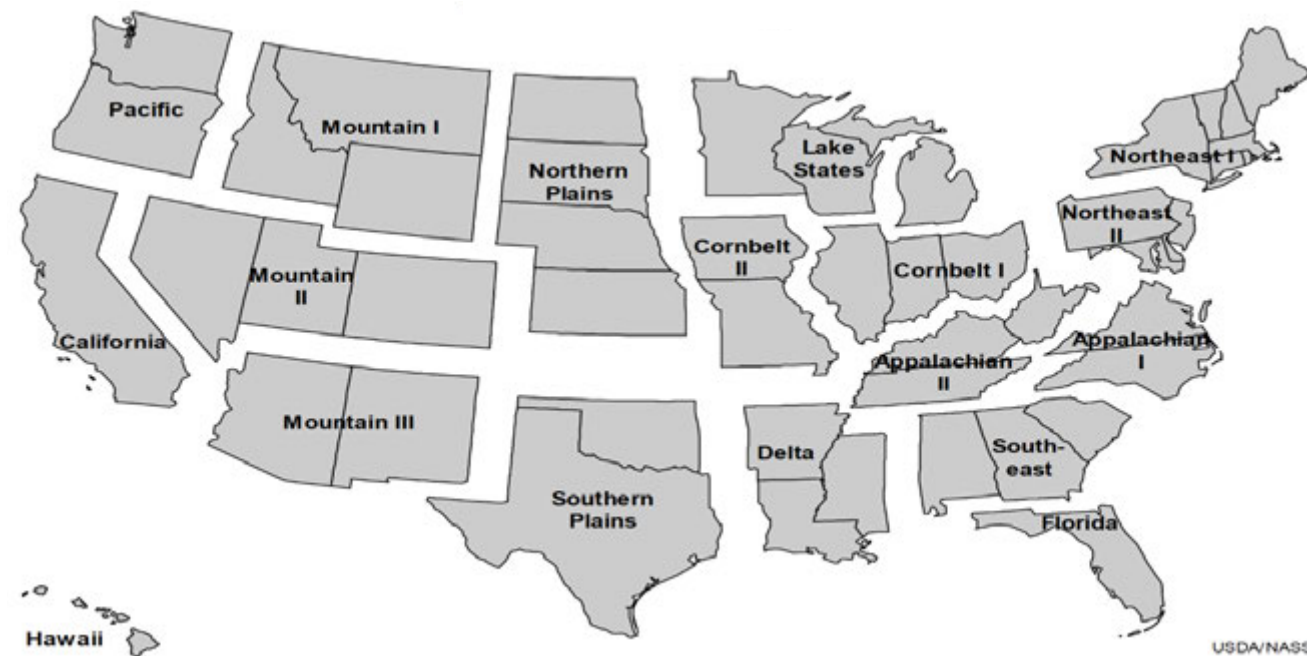 Pacific
Mountain I
Northern
Plains
Lake
States
Northeast I
Northeast
II
Cornbelt
II
Cornbelt I
Mountain
II
California
Appalachian
I
Appalachian
II
Mountain III
Delta
South-
east
Southern
Plains
Florida
Hawaii
USDA/NASS